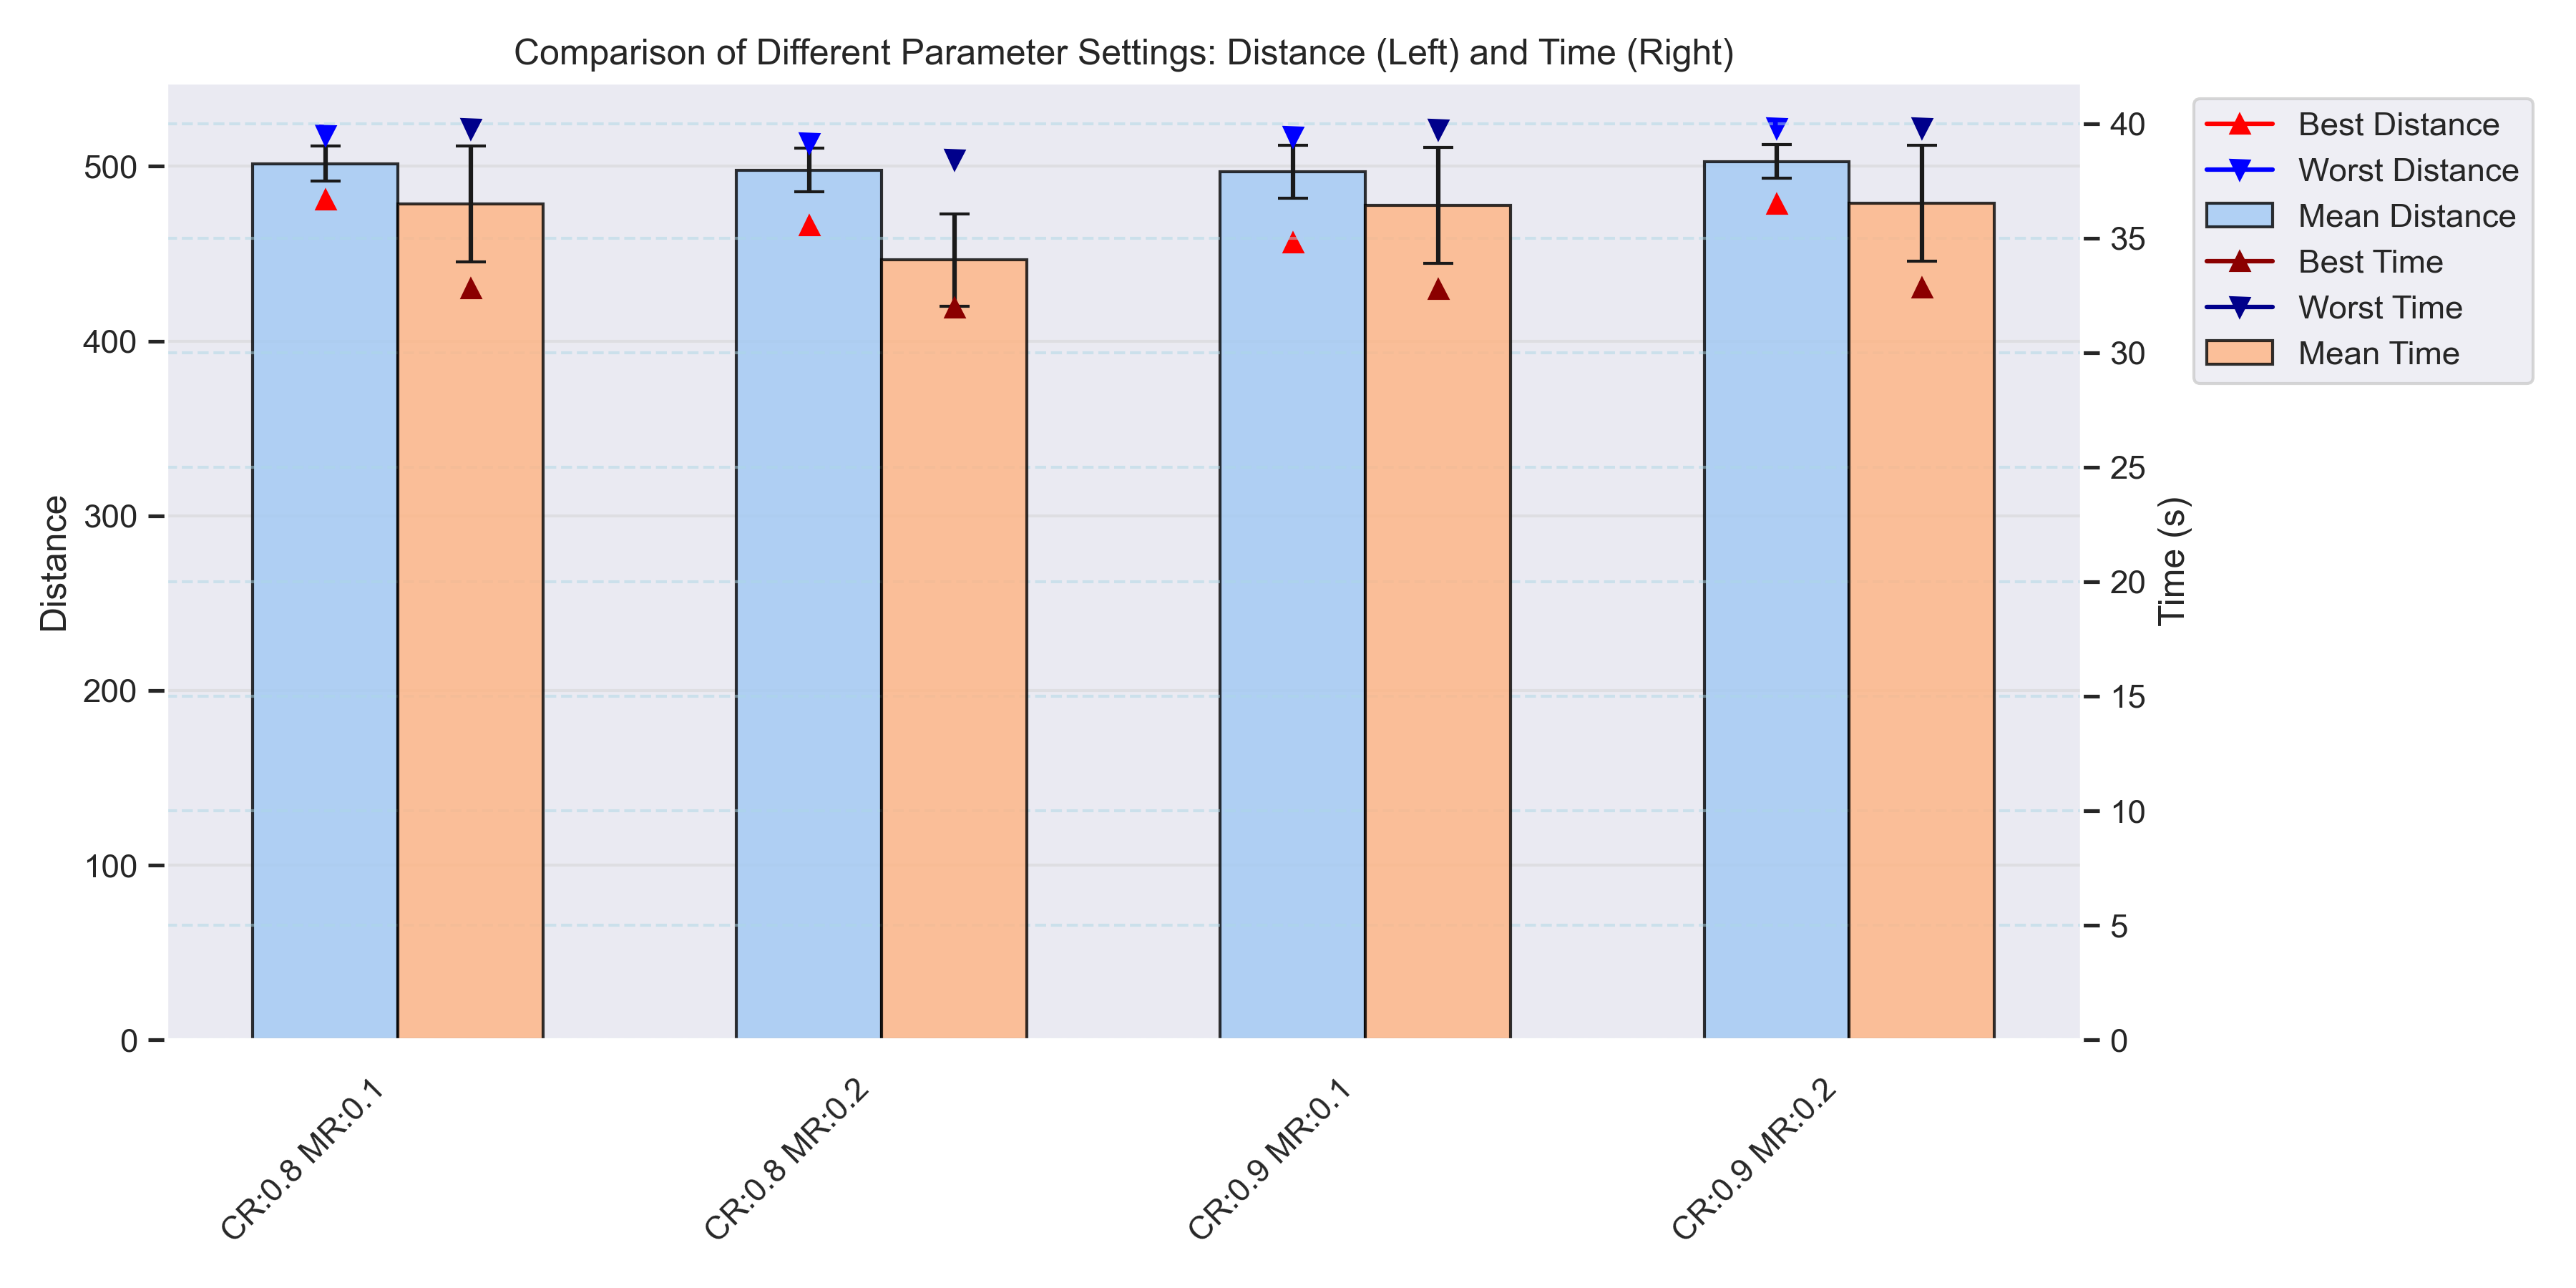 Comparison of Different Parameter Settings: Distance (Left) and Time (Right)
Distance
500
400
300
200
100
0
40
35
30
25
20
15
10
5
0
Time (s)
CR:0.8 MR:0.1
CR:0.8 MR:0.2
CR:0.9 MR:0.1
CR:0.9 MR:0.2
Best Distance
Worst Distance
Mean Distance
Best Time
Worst Time
Mean Time